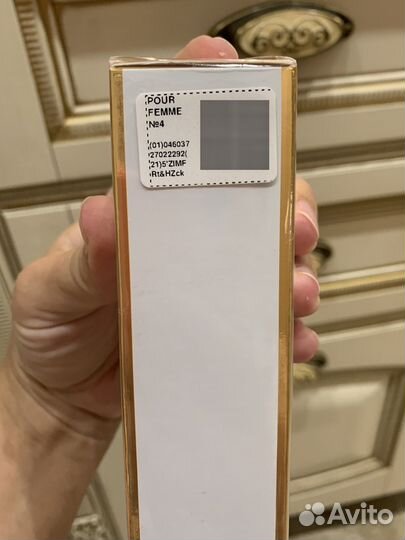 POUR
FEMME
№4
(01)046037
27022292(
21)5'ZIMF
Rt&HZck
Avito